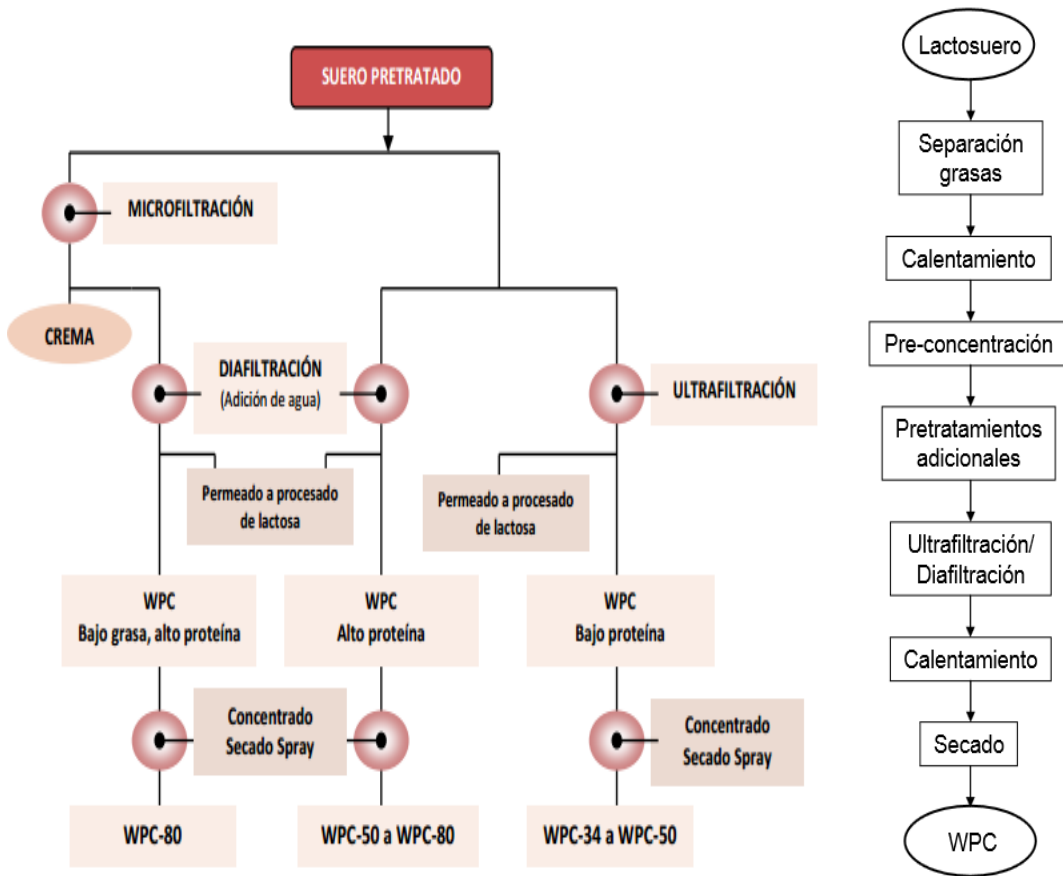 SUERO PRETRATADO
MICROFILTRACIÓN
CREMA
DIAFILTRACIÓN
(Adición de agua)
ULTRAFILTRACIÓN
Permeado a procesado
de lactosa
Permeado a procesado
de lactosa
WPC
Bajo grasa, alto proteína
WPC
Alto proteína
WPC
Bajo proteína
Concentrado
Secado Spray
Concentrado
Secado Spray
WPC-80
WPC-50 a WPC-80
WPC-34 a WPC-50
Lactosuero
Separación
grasas
Calentamiento
Pre-concentración
Pretratamientos
adicionales
Ultrafiltración/
Diafiltración
Calentamiento
Secado
WPC